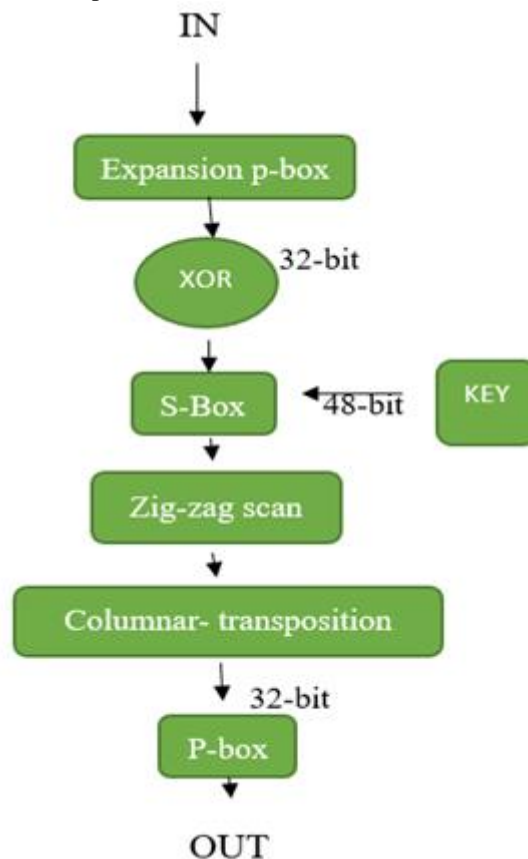 IN
Expansion p-box
32-bit
XOR
S-Box
48-bit
KEY
Zig-zag scan
Columnar- transposition
32-bit
P-box
OUT